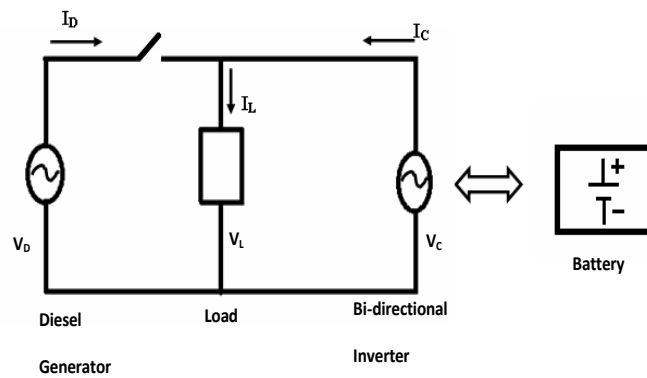 I_D
I_C
I_L
+
−
V_D
V_L
V_C
Battery
Diesel
Generator
Load
Bi-directional
Inverter